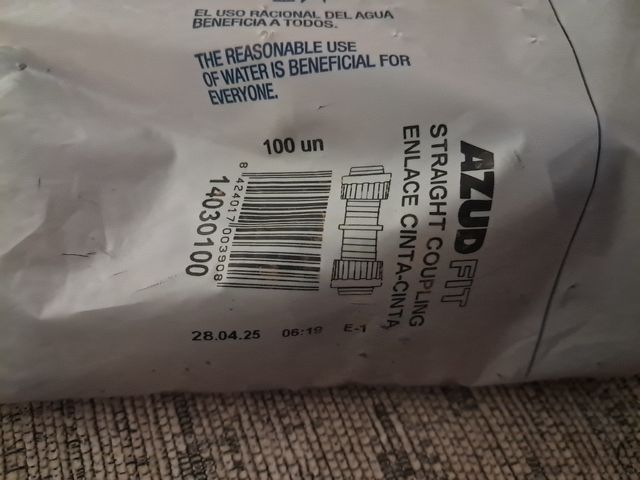 EL USO RACIONAL DEL AGUA
BENEFICIA A TODOS.
THE REASONABLE USE
OF WATER IS BENEFICIAL FOR
EVERYONE.
100 un
AZUD FIT
STRAIGHT COUPLING
ENLACE CINTA-CINTA
8 424017 003908
14030100
28.04.25 06:19 E-1